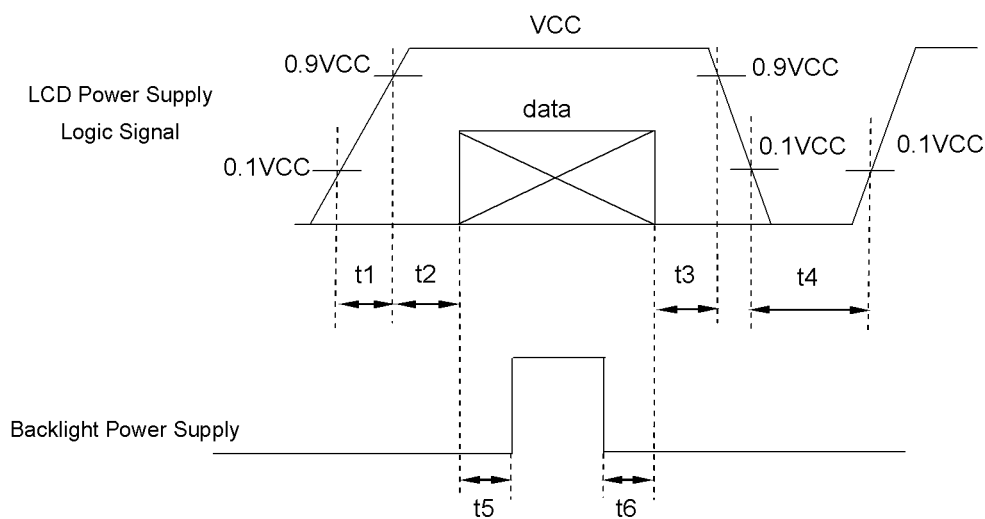 VCC
0.9VCC
0.9VCC
LCD Power Supply
Logic Signal
data
0.1VCC
0.1VCC
0.1VCC
t1
t2
t3
t4
Backlight Power Supply
t5
t6